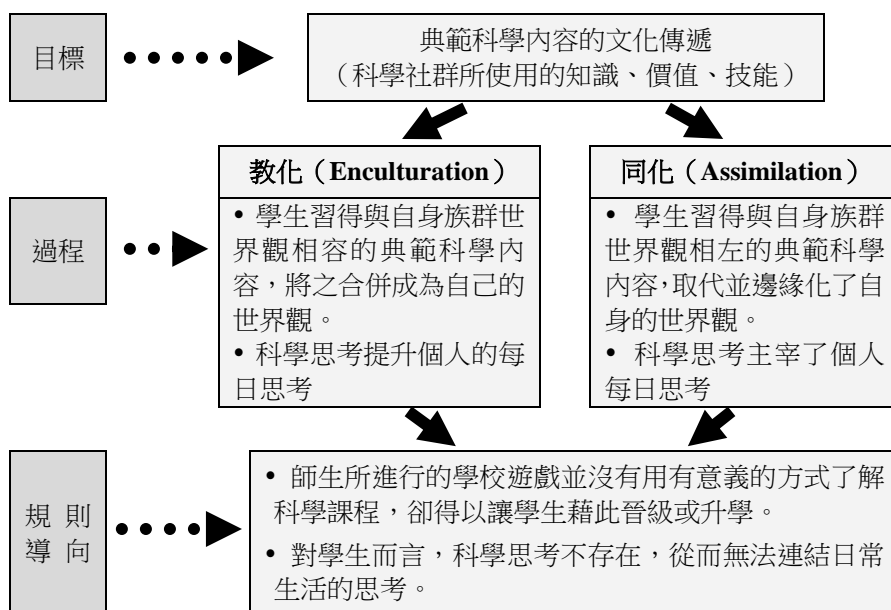 目標
典範科學內容的文化傳遞
（科學社群所使用的知識、價值、技能）
過程
教化（Enculturation）
• 學生習得與自身族群世
界觀相容的典範科學內
容，將之合併成為自己的
世界觀。
• 科學思考提升個人的每
日思考
同化（Assimilation）
• 學生習得與自身族群
世界觀相左的典範科學
內容,取代並邊緣化了自
身的世界觀。
• 科學思考主宰了個人
每日思考
規 則
導 向
• 師生所進行的學校遊戲並沒有用有意義的方式了解
科學課程，卻得以讓學生藉此晉級或升學。
• 對學生而言，科學思考不存在，從而無法連結日常
生活的思考。